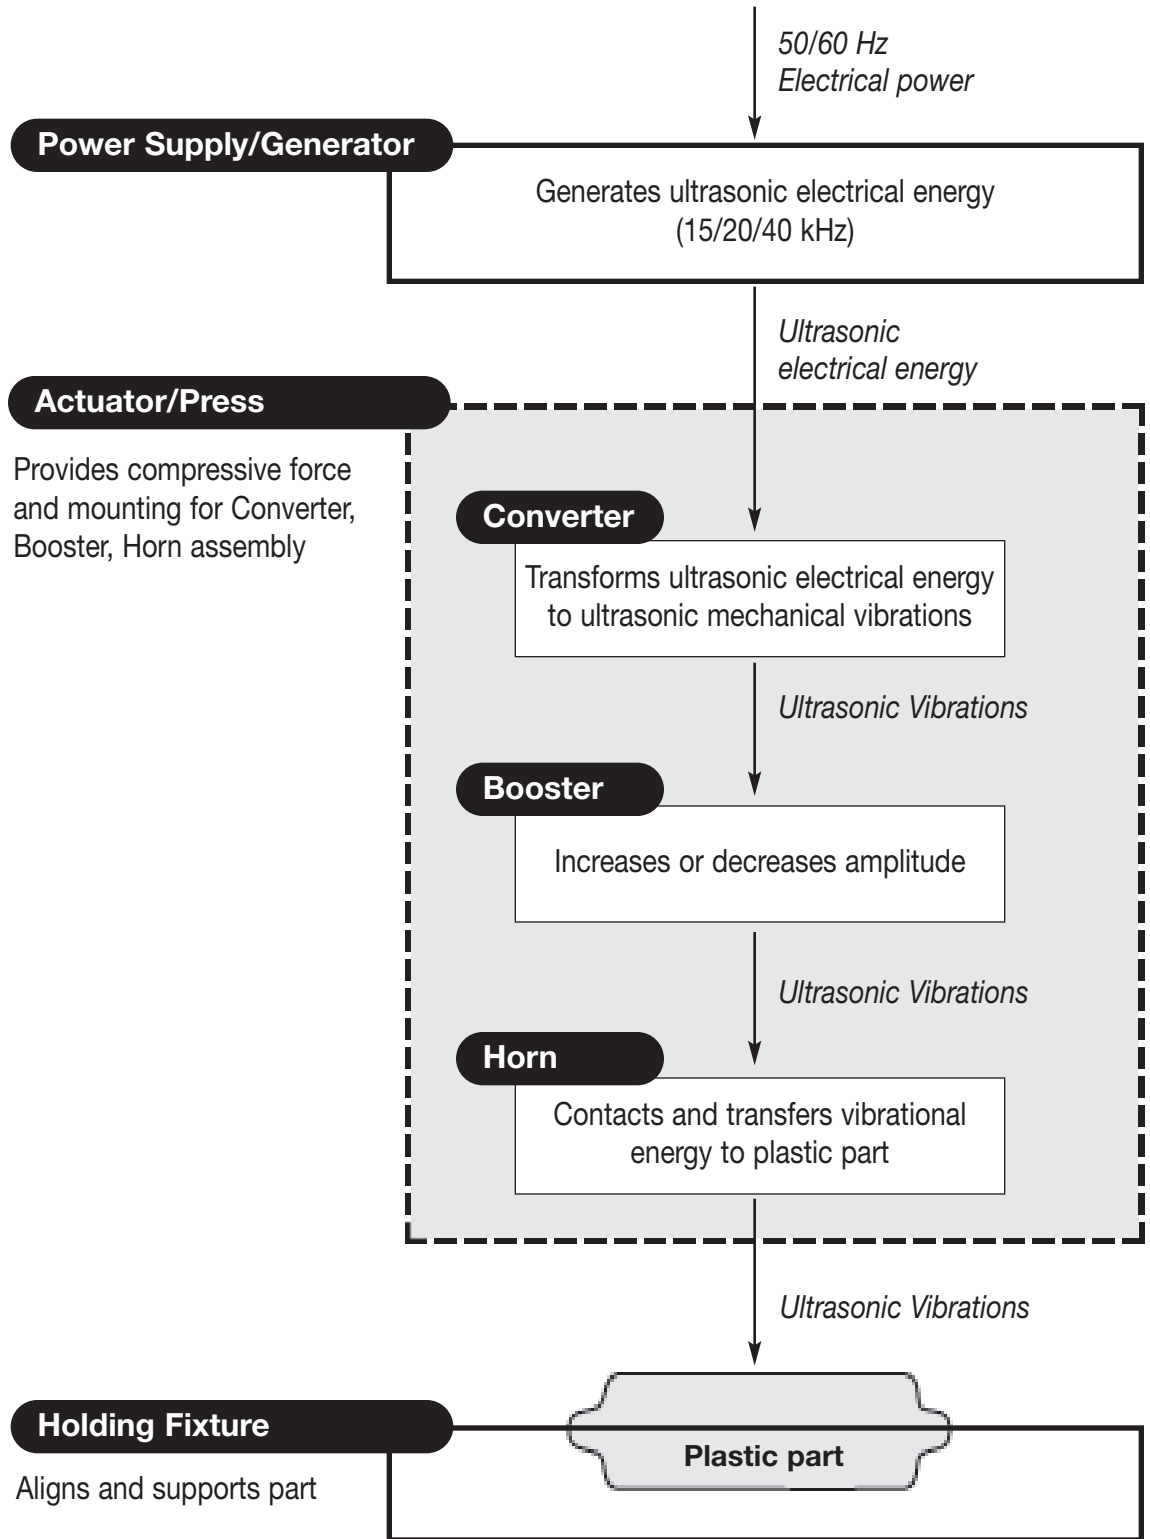 50/60 Hz
Electrical power
Power Supply/Generator
Generates ultrasonic electrical energy
(15/20/40 kHz)
Ultrasonic
electrical energy
Actuator/Press
Provides compressive force
and mounting for Converter,
Booster, Horn assembly
Converter
Transforms ultrasonic electrical energy
to ultrasonic mechanical vibrations
Ultrasonic Vibrations
Booster
Increases or decreases amplitude
Ultrasonic Vibrations
Horn
Contacts and transfers vibrational
energy to plastic part
Ultrasonic Vibrations
Holding Fixture
Aligns and supports part
Plastic part